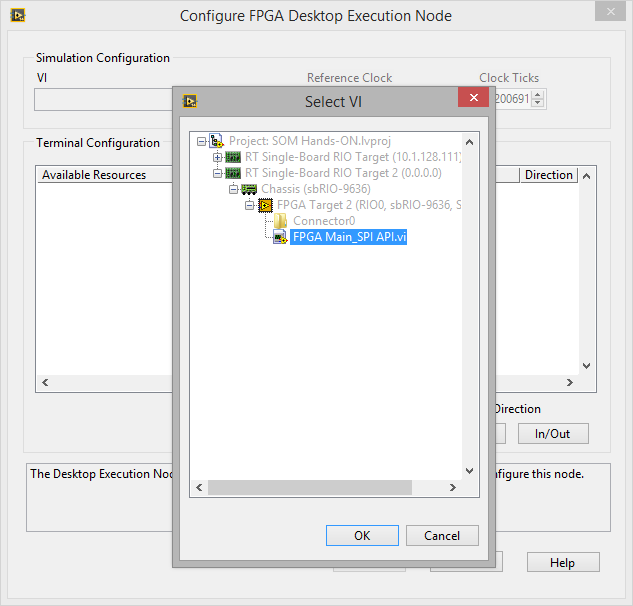 Configure FPGA Desktop Execution Node
Simulation Configuration
VI
Reference Clock
Clock Ticks
200691
Select VI
Terminal Configuration
Available Resources
Direction
Project: SOM Hands-ON.lvproj
RT Single-Board RIO Target (10.1.128.111)
RT Single-Board RIO Target 2 (0.0.0.0)
Chassis (sbRIO-9636)
FPGA Target 2 (RIO0, sbRIO-9636, S
Connector0
FPGA Main_SPI API.vi
Direction
In/Out
The Desktop Execution Nod
nfigure this node.
OK
Cancel
Help